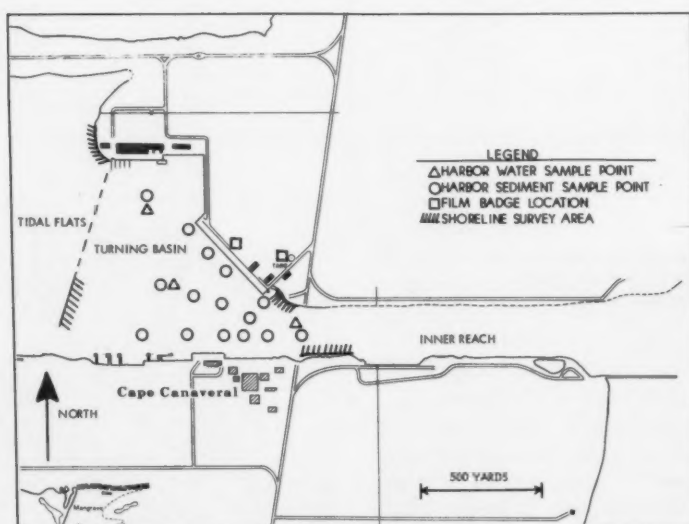 LEGEND
HARBOR WATER SAMPLE POINT
HARBOR SEDIMENT SAMPLE POINT
FILM BADGE LOCATION
SHORELINE SURVEY AREA
TIDAL FLATS
TURNING BASIN
INNER REACH
Cape Canaveral
NORTH
500 YARDS
Mangrove